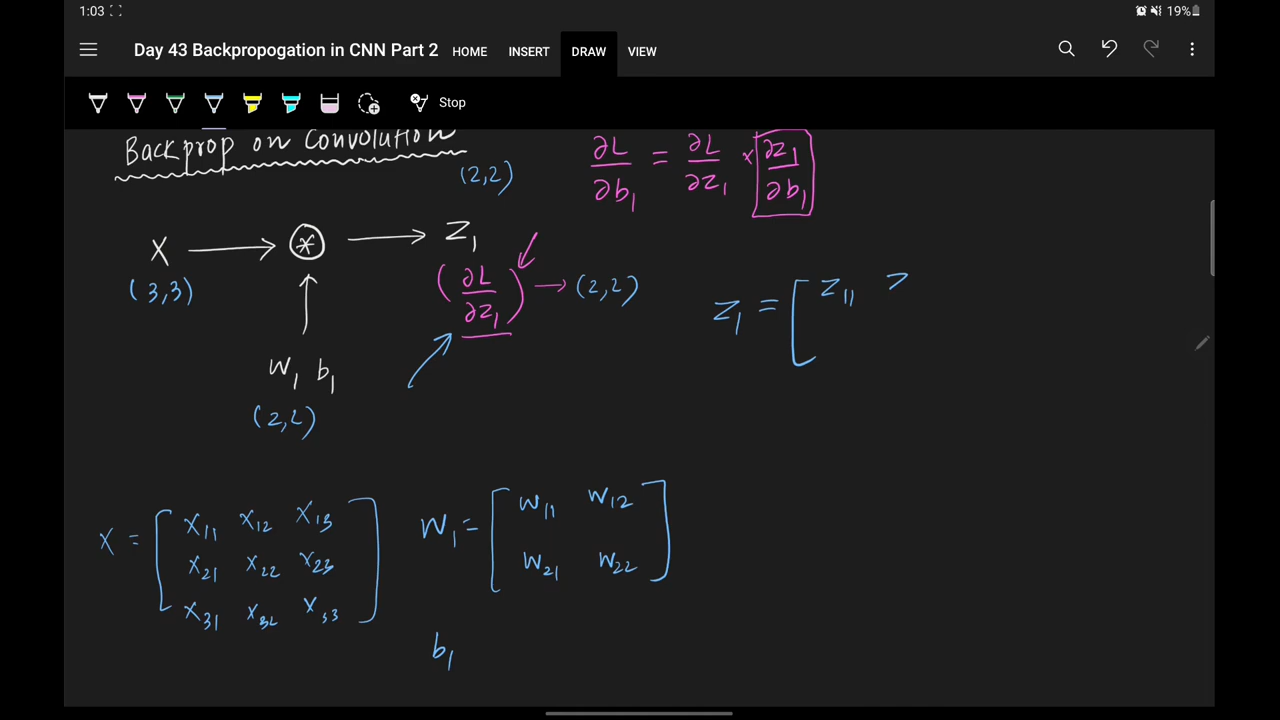 1:03 19%
Day 43 Backpropogation in CNN Part 2 HOME INSERT DRAW VIEW
Stop
Backprop on Convolution
(2,2)
∂L/∂b₁ = ∂L/∂z₁ × ∂z₁/∂b₁
X → (*) → Z₁
(3,3)
(∂L/∂z₁) → (2,2)
W₁ b₁
(2,2)
Z₁ = [ Z₁₁ Z
X = [ X₁₁ X₁₂ X₁₃
X₂₁ X₂₂ X₂₃
X₃₁ X₃₂ X₃₃ ]
W₁ = [ W₁₁ W₁₂
W₂₁ W₂₂ ]
b₁